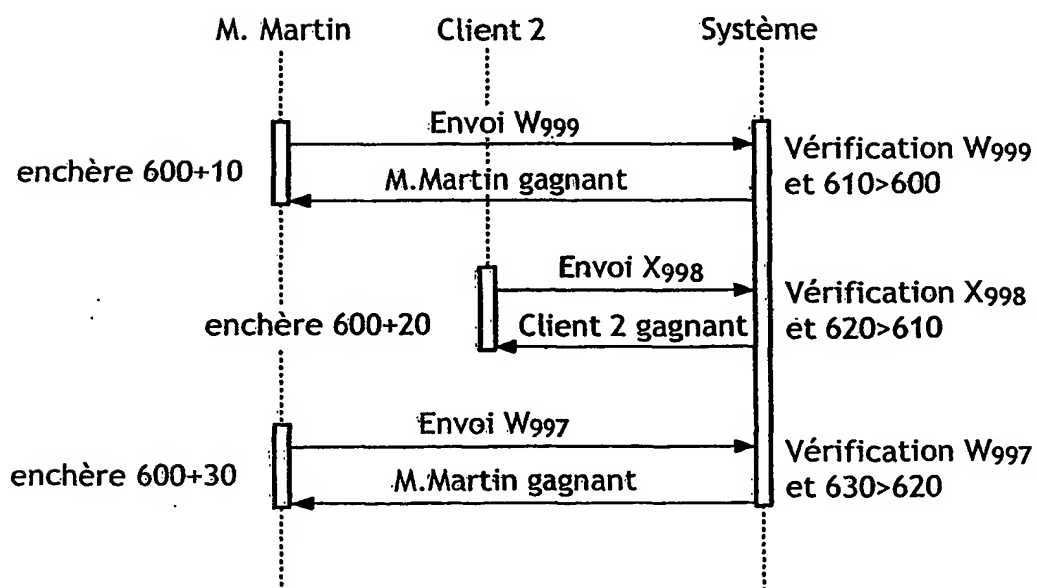 M. Martin Client 2 Système
Envoi W999
enchère 600+10
Vérification W999
et 610>600
M.Martin gagnant
Envoi X998
enchère 600+20
Vérification X998
et 620>610
Client 2 gagnant
Envoi W997
enchère 600+30
Vérification W997
et 630>620
M.Martin gagnant